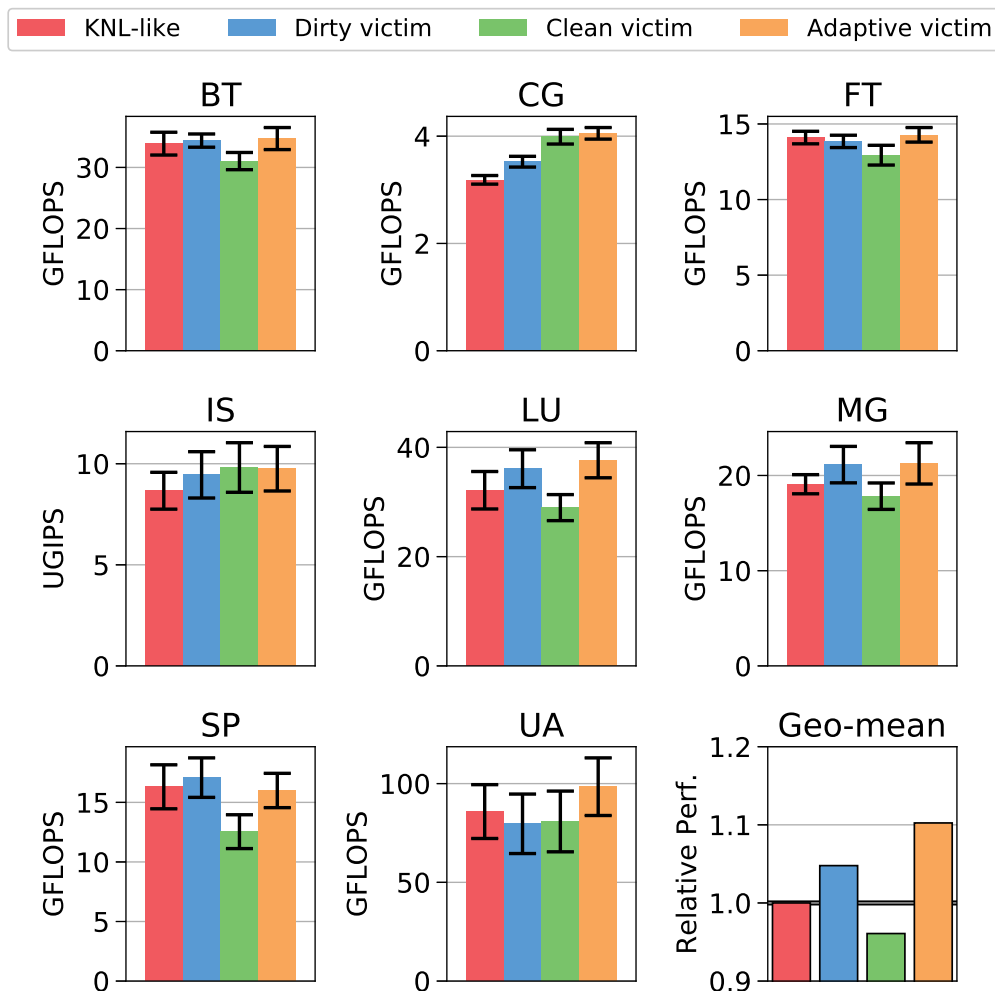 KNL-like Dirty victim Clean victim Adaptive victim
BT CG FT
GFLOPS
30
20
10
0
GFLOPS
4
2
0
GFLOPS
15
10
5
0
IS LU MG
UGIPS
10
5
0
GFLOPS
40
20
0
GFLOPS
20
10
0
SP UA Geo-mean
GFLOPS
15
10
5
0
GFLOPS
100
50
0
Relative Perf.
1.2
1.1
1.0
0.9